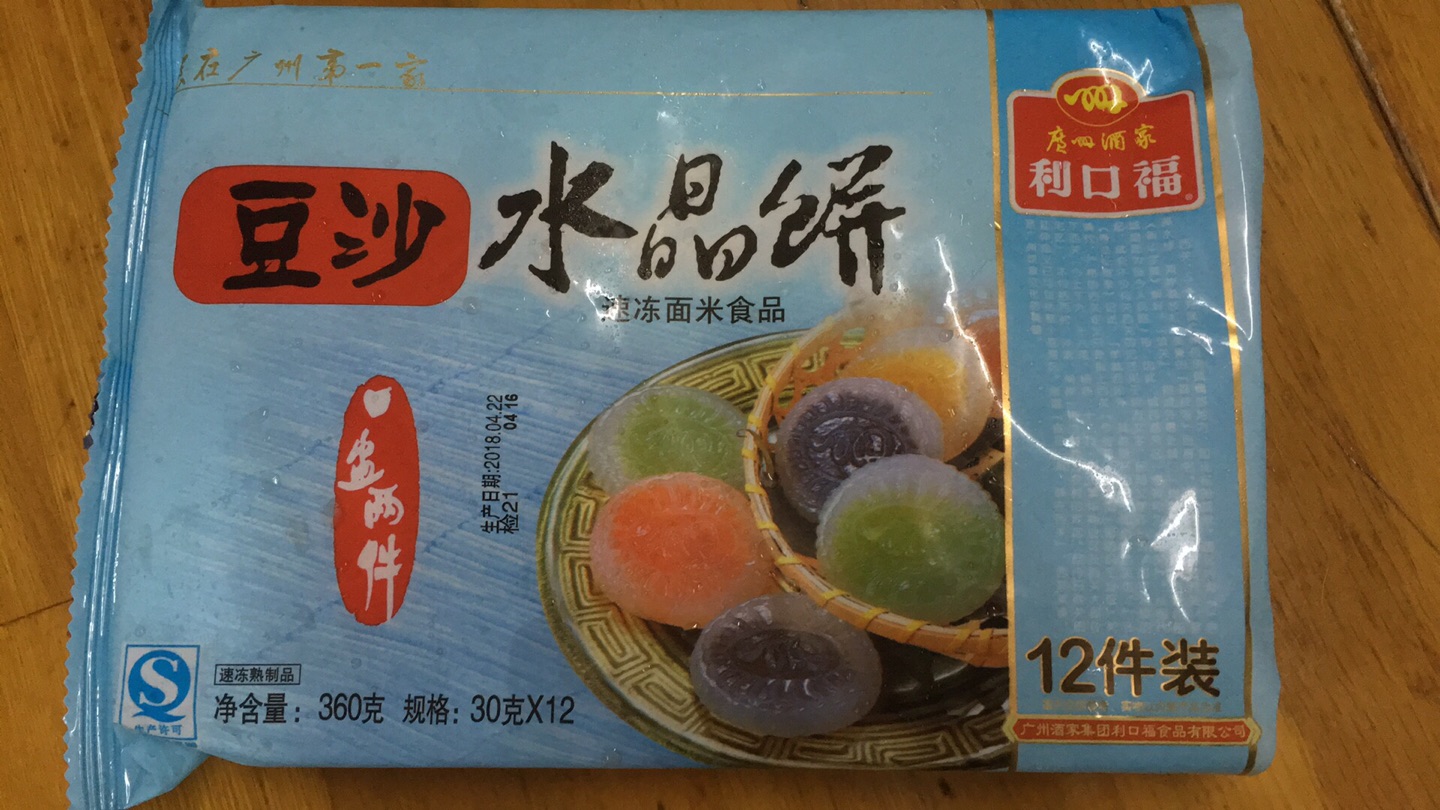 在广州第一家
广州酒家
利口福
豆沙 水晶饼
速冻面米食品
盅两件
生产日期:2018.04.22
04 16
检21
速冻熟制品
净含量: 360克 规格: 30克X12
生产许可
12件装
广州酒家集团利口福食品有限公司